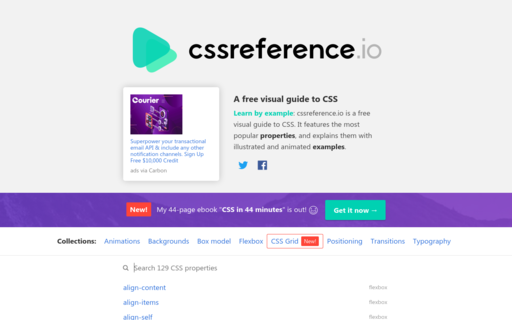 cssreference.io
Courier
Superpower your transactional
email API & include any other
notification channels. Sign Up
Free $10,000 Credit
ads via Carbon
A free visual guide to CSS
Learn by example: cssreference.io is a free
visual guide to CSS. It features the most
popular properties, and explains them with
illustrated and animated examples.
New! My 44-page ebook "CSS in 44 minutes" is out! Get it now →
Collections: Animations Backgrounds Box model Flexbox CSS Grid New! Positioning Transitions Typography
Search 129 CSS properties
align-content flexbox
align-items flexbox
align-self flexbox